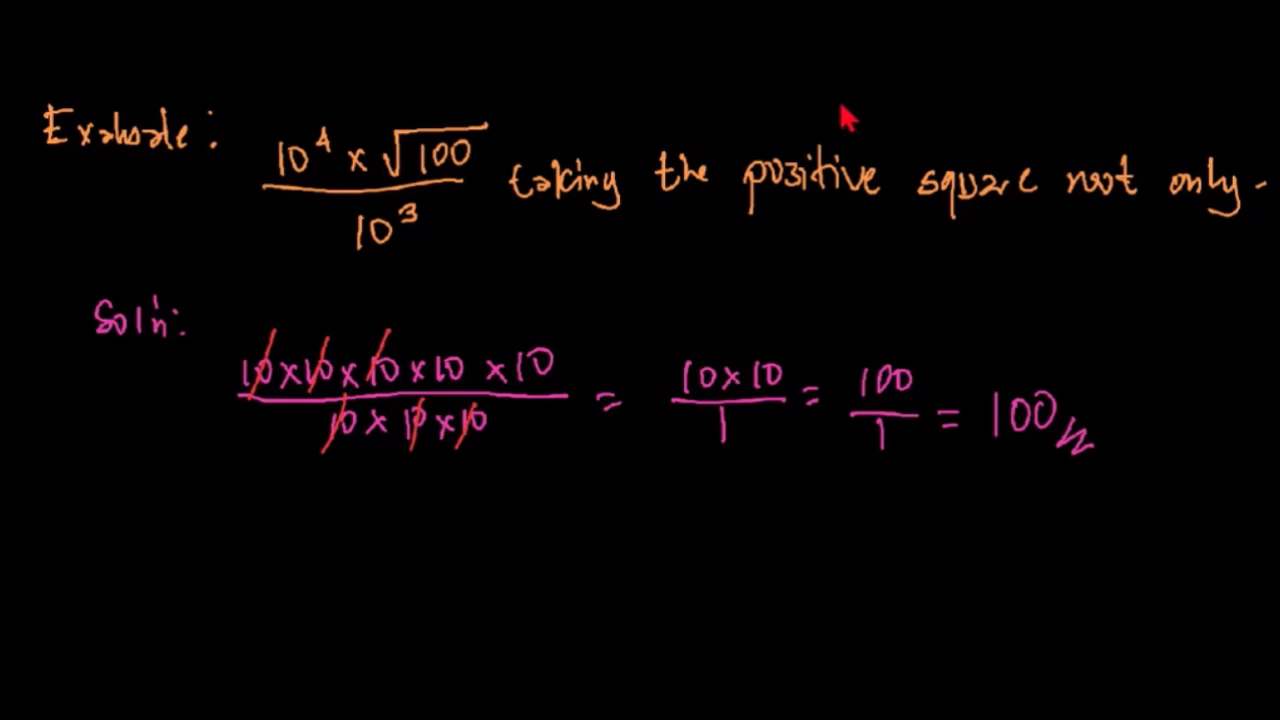 Evaluate: 10⁴ × √100 / 10³ taking the positive square root only.
Sol'n:
10 × 10 × 10 × 10 × 10 / 10 × 10 × 10 = 10 × 10 / 1 = 100 / 1 = 100